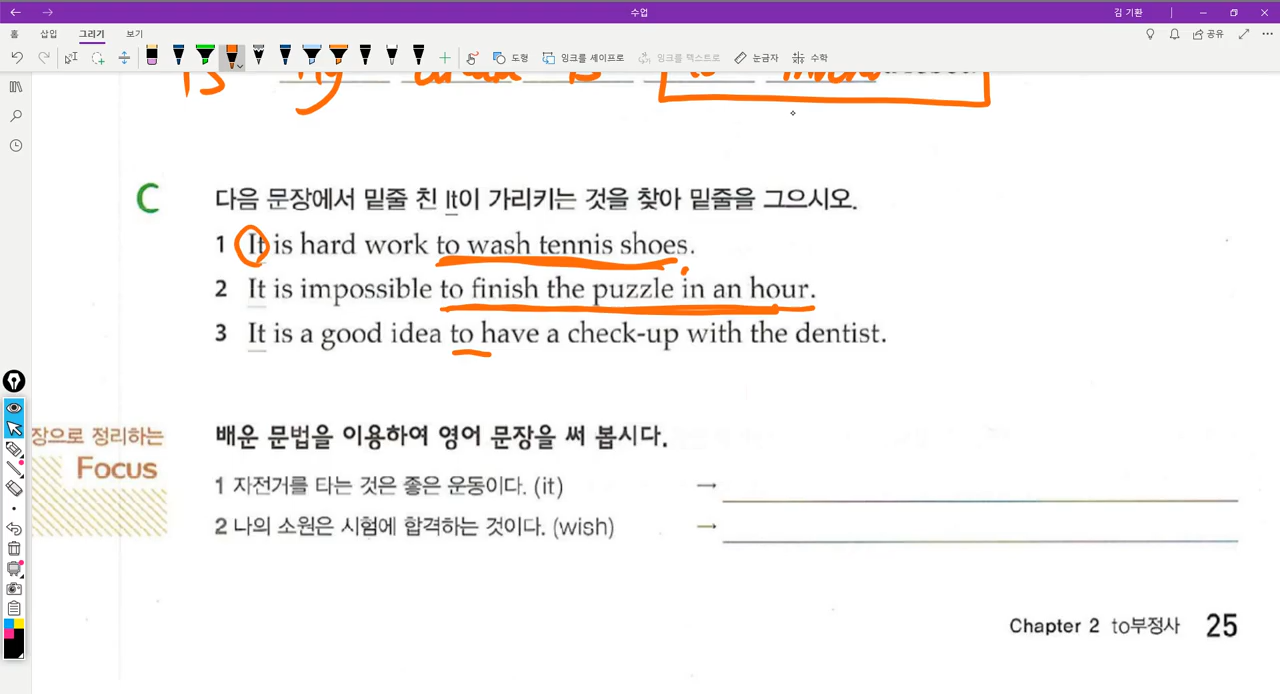 수업
김 기환
홈 삽입 그리기 보기
공유
도형 잉크를 셰이프로 잉크를 텍스트로 눈금자 수학
is my is to
C 다음 문장에서 밑줄 친 It이 가리키는 것을 찾아 밑줄을 그으시오.
1 It is hard work to wash tennis shoes.
2 It is impossible to finish the puzzle in an hour.
3 It is a good idea to have a check-up with the dentist.
장으로 정리하는
Focus
배운 문법을 이용하여 영어 문장을 써 봅시다.
1 자전거를 타는 것은 좋은 운동이다. (it) →
2 나의 소원은 시험에 합격하는 것이다. (wish) →
Chapter 2 to부정사 25